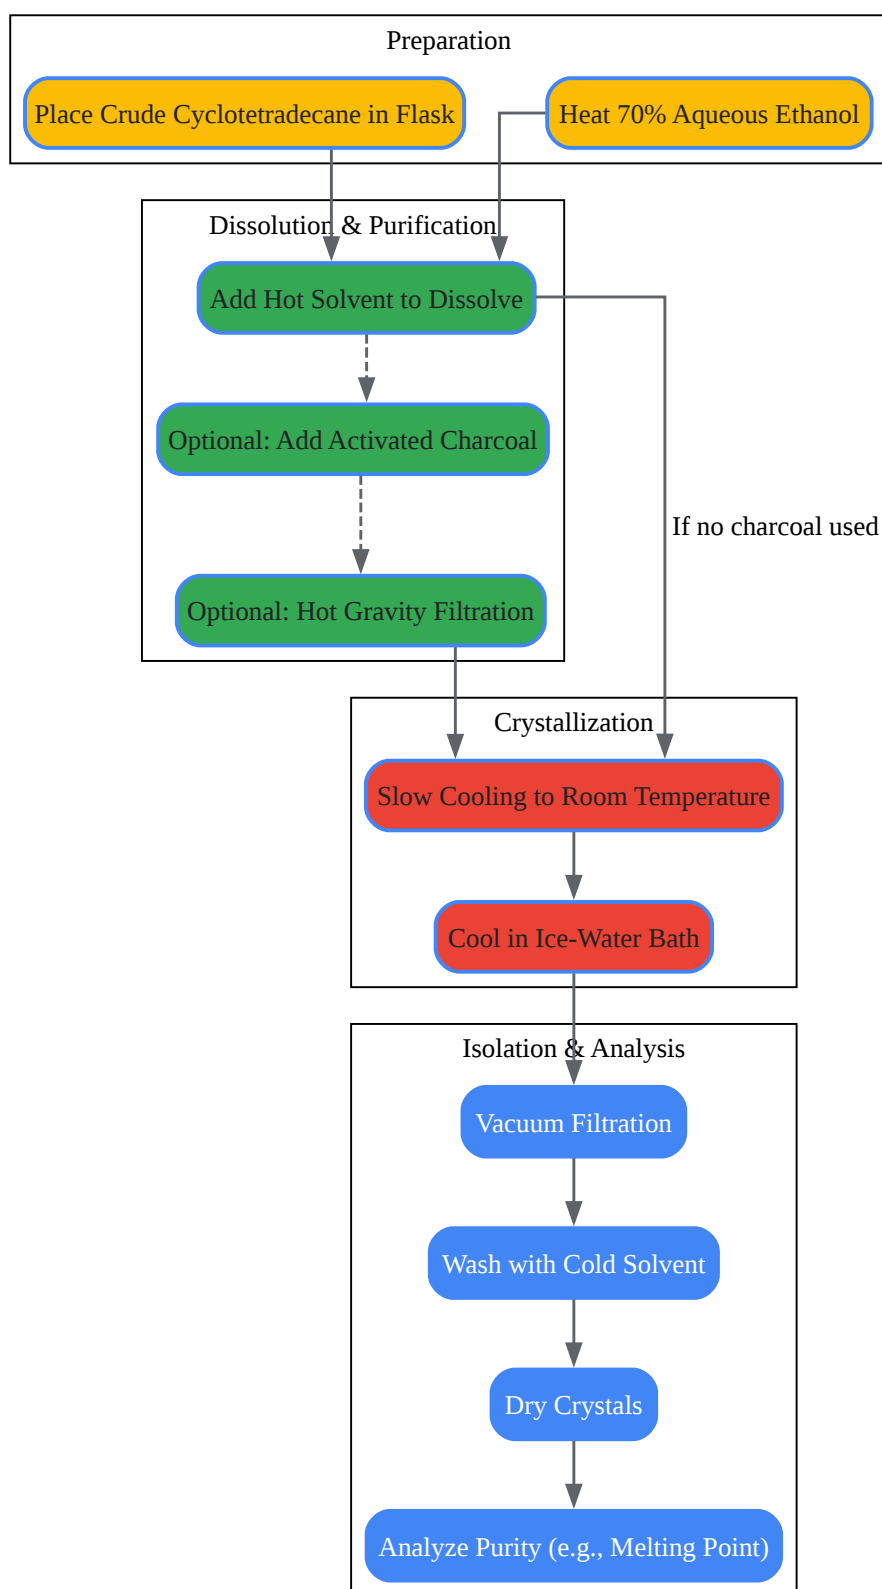 Preparation
Place Crude Cyclotetradecane in Flask
Heat 70% Aqueous Ethanol
Dissolution & Purification
Add Hot Solvent to Dissolve
Optional: Add Activated Charcoal
If no charcoal used
Optional: Hot Gravity Filtration
Crystallization
Slow Cooling to Room Temperature
Cool in Ice-Water Bath
Isolation & Analysis
Vacuum Filtration
Wash with Cold Solvent
Dry Crystals
Analyze Purity (e.g., Melting Point)